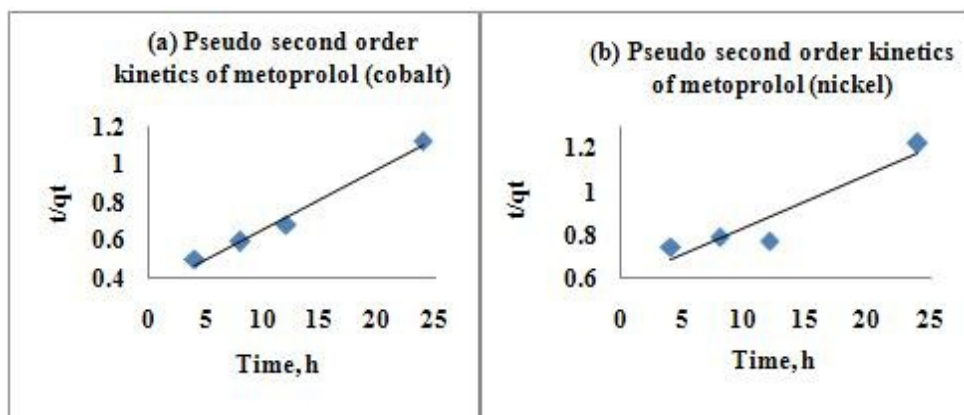 (a) Pseudo second order
kinetics of metoprolol (cobalt)
1.2
1
0.8
0.6
0.4
t/qt
0 5 10 15 20 25
Time, h
(b) Pseudo second order kinetics
of metoprolol (nickel)
1.2
1
0.8
0.6
t/qt
0 5 10 15 20 25
Time, h